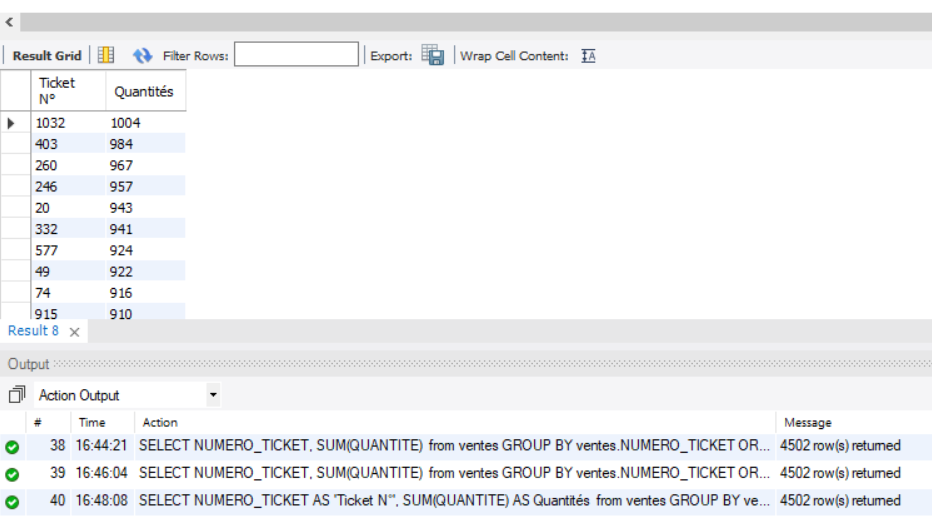 Result Grid Filter Rows: Export: Wrap Cell Content: IA
Ticket N° Quantités
1032 1004
403 984
260 967
246 957
20 943
332 941
577 924
49 922
74 916
915 910
Result 8 ×
Output
Action Output
# Time Action Message
38 16:44:21 SELECT NUMERO_TICKET, SUM(QUANTITE) from ventes GROUP BY ventes.NUMERO_TICKET OR... 4502 row(s) returned
39 16:46:04 SELECT NUMERO_TICKET, SUM(QUANTITE) from ventes GROUP BY ventes.NUMERO_TICKET OR... 4502 row(s) returned
40 16:48:08 SELECT NUMERO_TICKET AS 'Ticket N°', SUM(QUANTITE) AS Quantités from ventes GROUP BY ve... 4502 row(s) returned